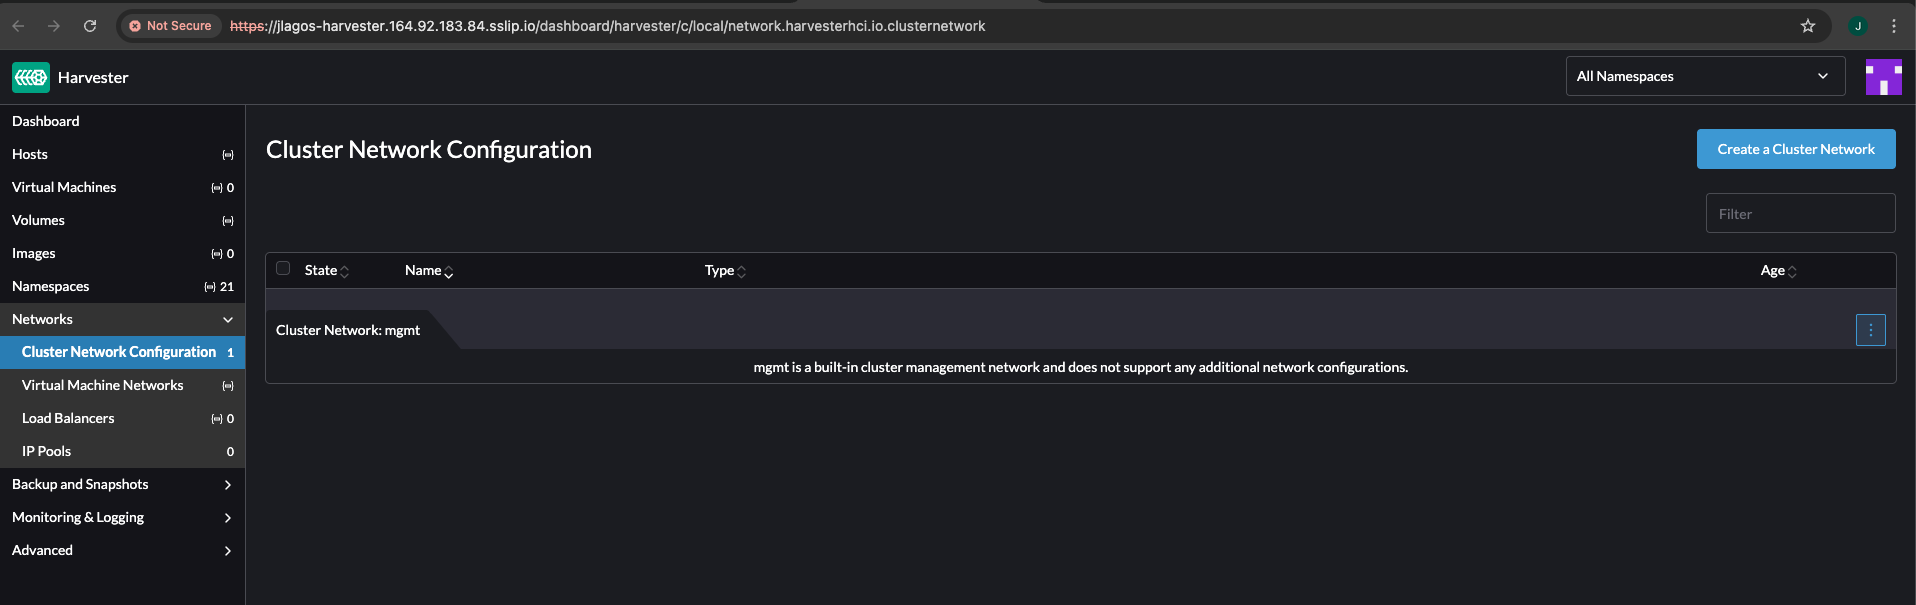 Not Secure https://jlagos-harvester.164.92.183.84.sslip.io/dashboard/harvester/c/local/network.harvesterhci.io.clusternetwork J
Harvester All Namespaces
Dashboard
Hosts
Virtual Machines 0
Volumes
Images 0
Namespaces 21
Networks
Cluster Network Configuration 1
Virtual Machine Networks
Load Balancers 0
IP Pools 0
Backup and Snapshots
Monitoring & Logging
Advanced
Cluster Network Configuration
Create a Cluster Network
Filter
State Name Type Age
Cluster Network: mgmt
mgmt is a built-in cluster management network and does not support any additional network configurations.